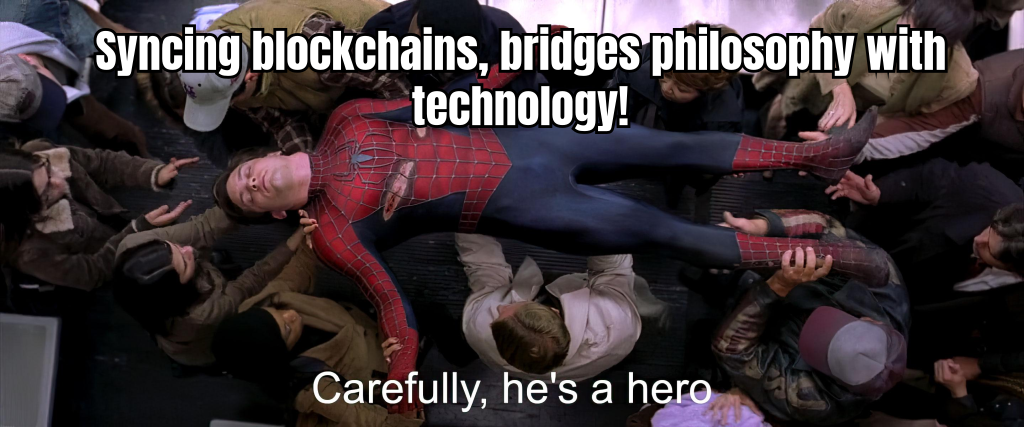 Syncing blockchains, bridges philosophy with
technology!
Carefully, he's a hero